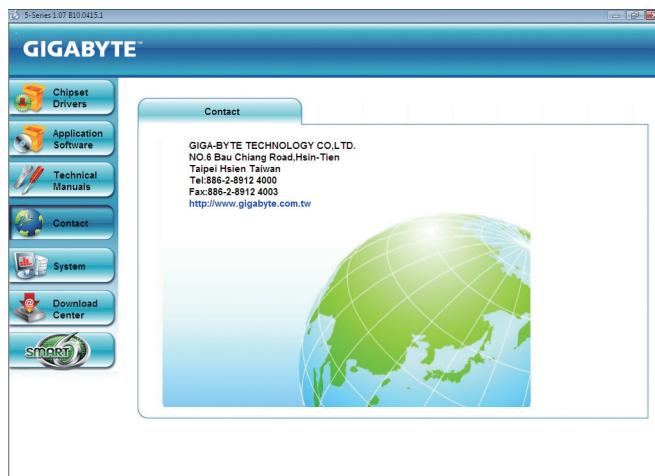 5-Series 1.07 B10.0415.1
GIGABYTE™
Chipset
Drivers
Application
Software
Technical
Manuals
Contact
System
Download
Center
SMART 6
Contact
GIGA-BYTE TECHNOLOGY CO,LTD.
NO.6 Bau Chiang Road,Hsin-Tien
Taipei Hsien Taiwan
Tel:886-2-8912 4000
Fax:886-2-8912 4003
http://www.gigabyte.com.tw